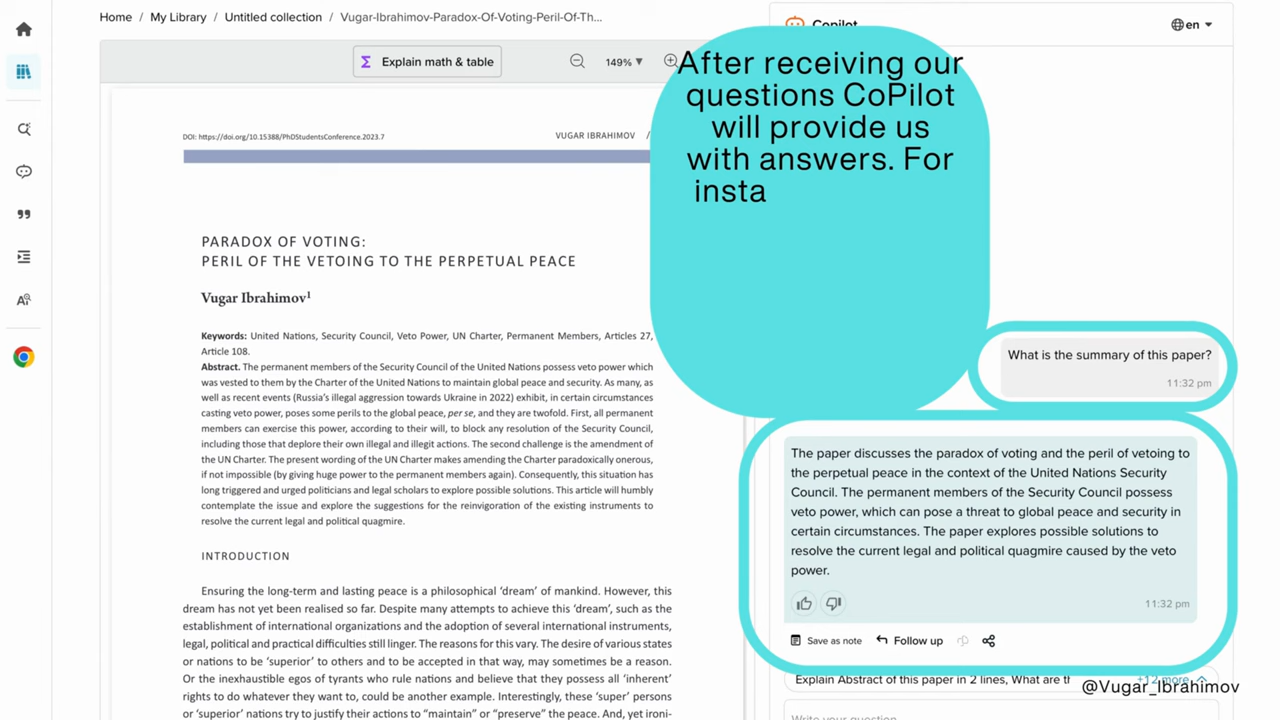 Home / My Library / Untitled collection / Vugar-Ibrahimov-Paradox-Of-Voting-Peril-Of-Th...
Copilot
en
Explain math & table
149%
After receiving our
questions CoPilot
will provide us
with answers. For
insta
DOI: https://doi.org/10.15388/PhDStudentsConference.2023.7
VUGAR IBRAHIMOV /
PARADOX OF VOTING:
PERIL OF THE VETOING TO THE PERPETUAL PEACE
Vugar Ibrahimov¹
Keywords: United Nations, Security Council, Veto Power, UN Charter, Permanent Members, Articles 27,
Article 108.
Abstract. The permanent members of the Security Council of the United Nations possess veto power which
was vested to them by the Charter of the United Nations to maintain global peace and security. As many, as
well as recent events (Russia's illegal aggression towards Ukraine in 2022) exhibit, in certain circumstances
casting veto power, poses some perils to the global peace, per se, and they are twofold. First, all permanent
members can exercise this power, according to their will, to block any resolution of the Security Council,
including those that deplore their own illegal and illegit actions. The second challenge is the amendment of
the UN Charter. The present wording of the UN Charter makes amending the Charter paradoxically onerous,
if not impossible (by giving huge power to the permanent members again). Consequently, this situation has
long triggered and urged politicians and legal scholars to explore possible solutions. This article will humbly
contemplate the issue and explore the suggestions for the reinvigoration of the existing instruments to
resolve the current legal and political quagmire.
INTRODUCTION
Ensuring the long-term and lasting peace is a philosophical 'dream' of mankind. However, this
dream has not yet been realised so far. Despite many attempts to achieve this 'dream', such as the
establishment of international organizations and the adoption of several international instruments,
legal, political and practical difficulties still linger. The reasons for this vary. The desire of various states
or nations to be 'superior' to others and to be accepted in that way, may sometimes be a reason.
Or the inexhaustible egos of tyrants who rule nations and believe that they possess all 'inherent'
rights to do whatever they want to, could be another example. Interestingly, these 'super' persons
or 'superior' nations try to justify their actions to "maintain" or "preserve" the peace. And, yet ironi-
What is the summary of this paper?
11:32 pm
The paper discusses the paradox of voting and the peril of vetoing to
the perpetual peace in the context of the United Nations Security
Council. The permanent members of the Security Council possess
veto power, which can pose a threat to global peace and security in
certain circumstances. The paper explores possible solutions to
resolve the current legal and political quagmire caused by the veto
power.
11:32 pm
Save as note
Follow up
Explain Abstract of this paper in 2 lines, What are th
+12 more
@Vugar_Ibrahimov
Write your question